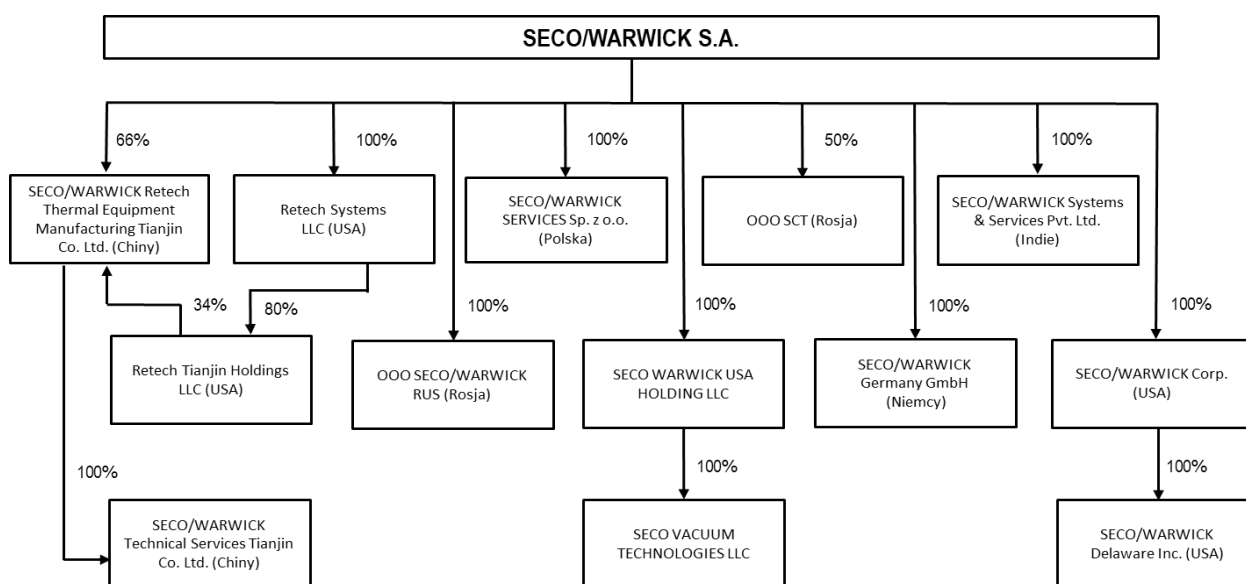 SECO/WARWICK S.A.
66%
100%
100%
50%
100%
SECO/WARWICK Retech
Thermal Equipment
Manufacturing Tianjin
Co. Ltd. (Chiny)
Retech Systems
LLC (USA)
SECO/WARWICK
SERVICES Sp. z o.o.
(Polska)
OOO SCT (Rosja)
SECO/WARWICK Systems
& Services Pvt. Ltd.
(Indie)
34%
80%
100%
100%
100%
100%
Retech Tianjin Holdings
LLC (USA)
OOO SECO/WARWICK
RUS (Rosja)
SECO WARWICK USA
HOLDING LLC
SECO/WARWICK
Germany GmbH
(Niemcy)
SECO/WARWICK Corp.
(USA)
100%
100%
100%
SECO/WARWICK
Technical Services Tianjin
Co. Ltd. (Chiny)
SECO VACUUM
TECHNOLOGIES LLC
SECO/WARWICK
Delaware Inc. (USA)